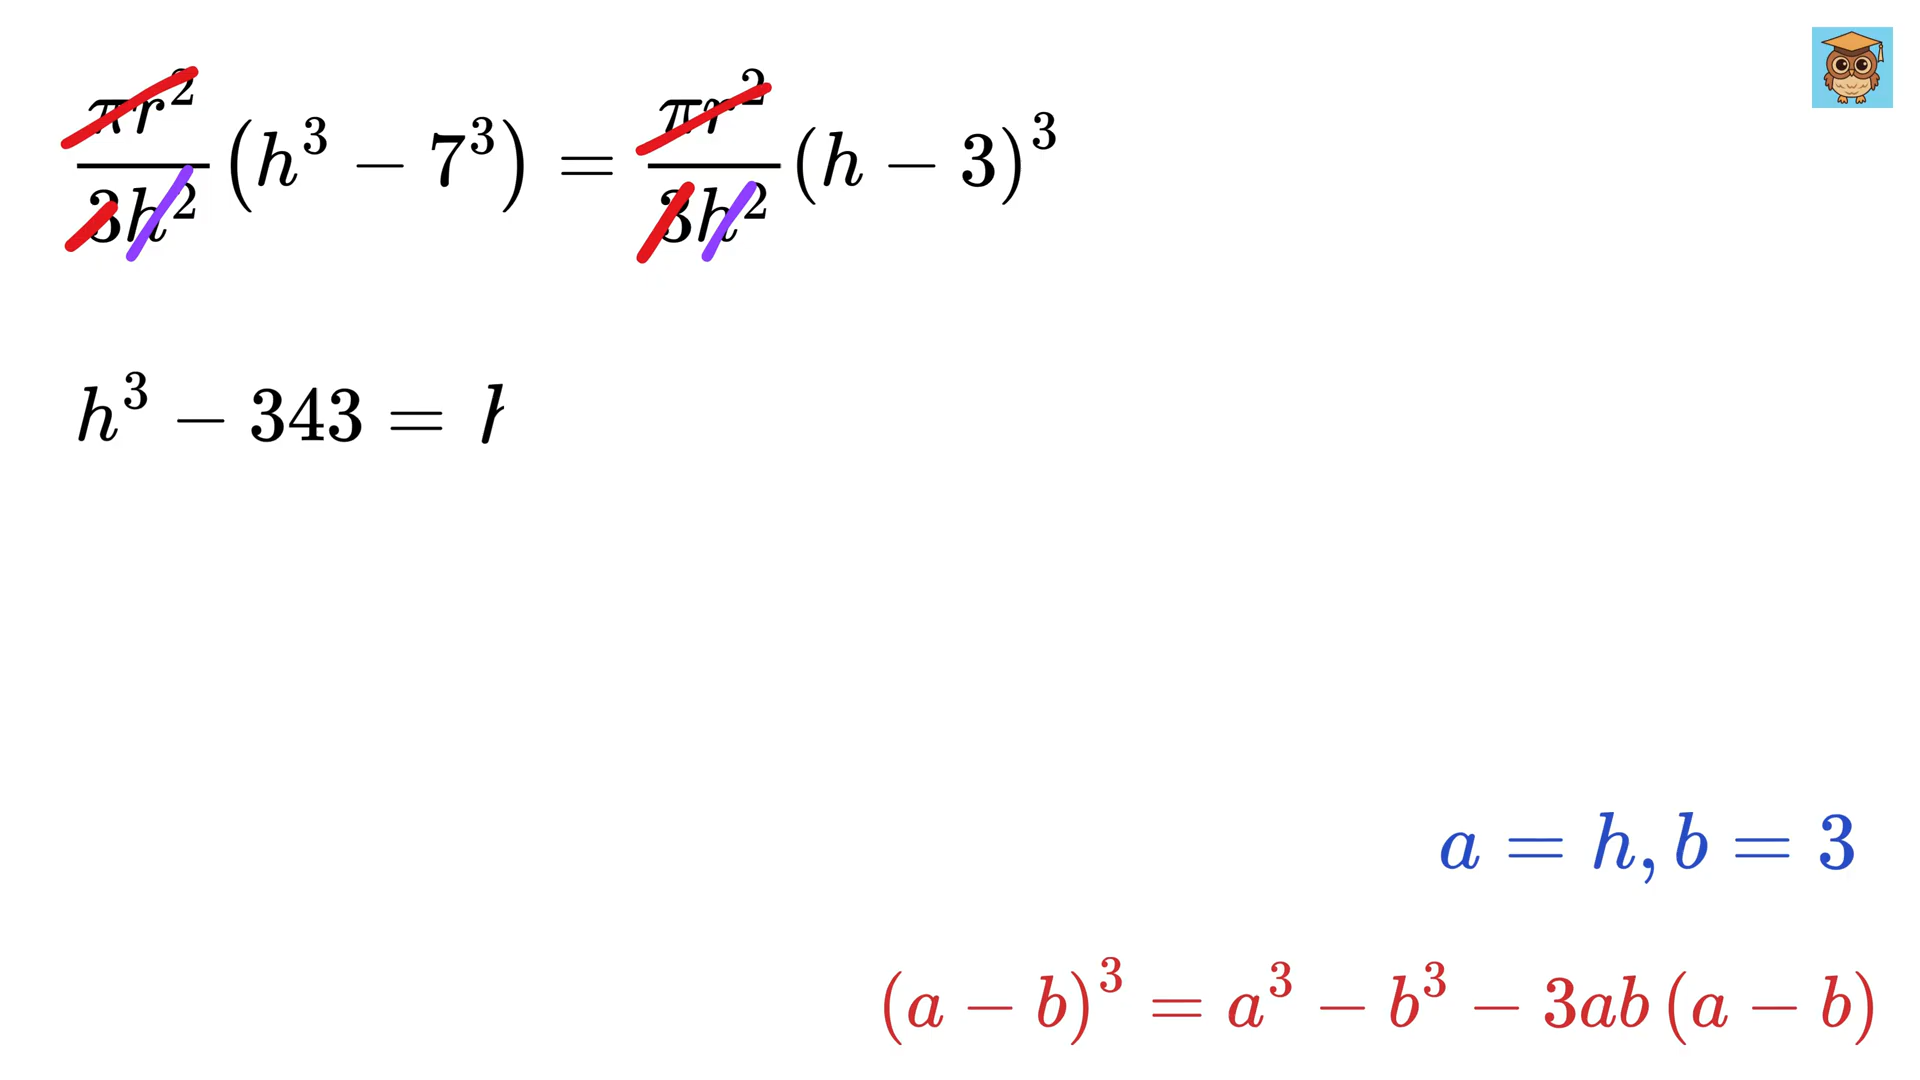 πr²/3h² (h³ − 7³) = πr²/3h² (h − 3)³
h³ − 343 = h
a = h, b = 3
(a − b)³ = a³ − b³ − 3ab(a − b)